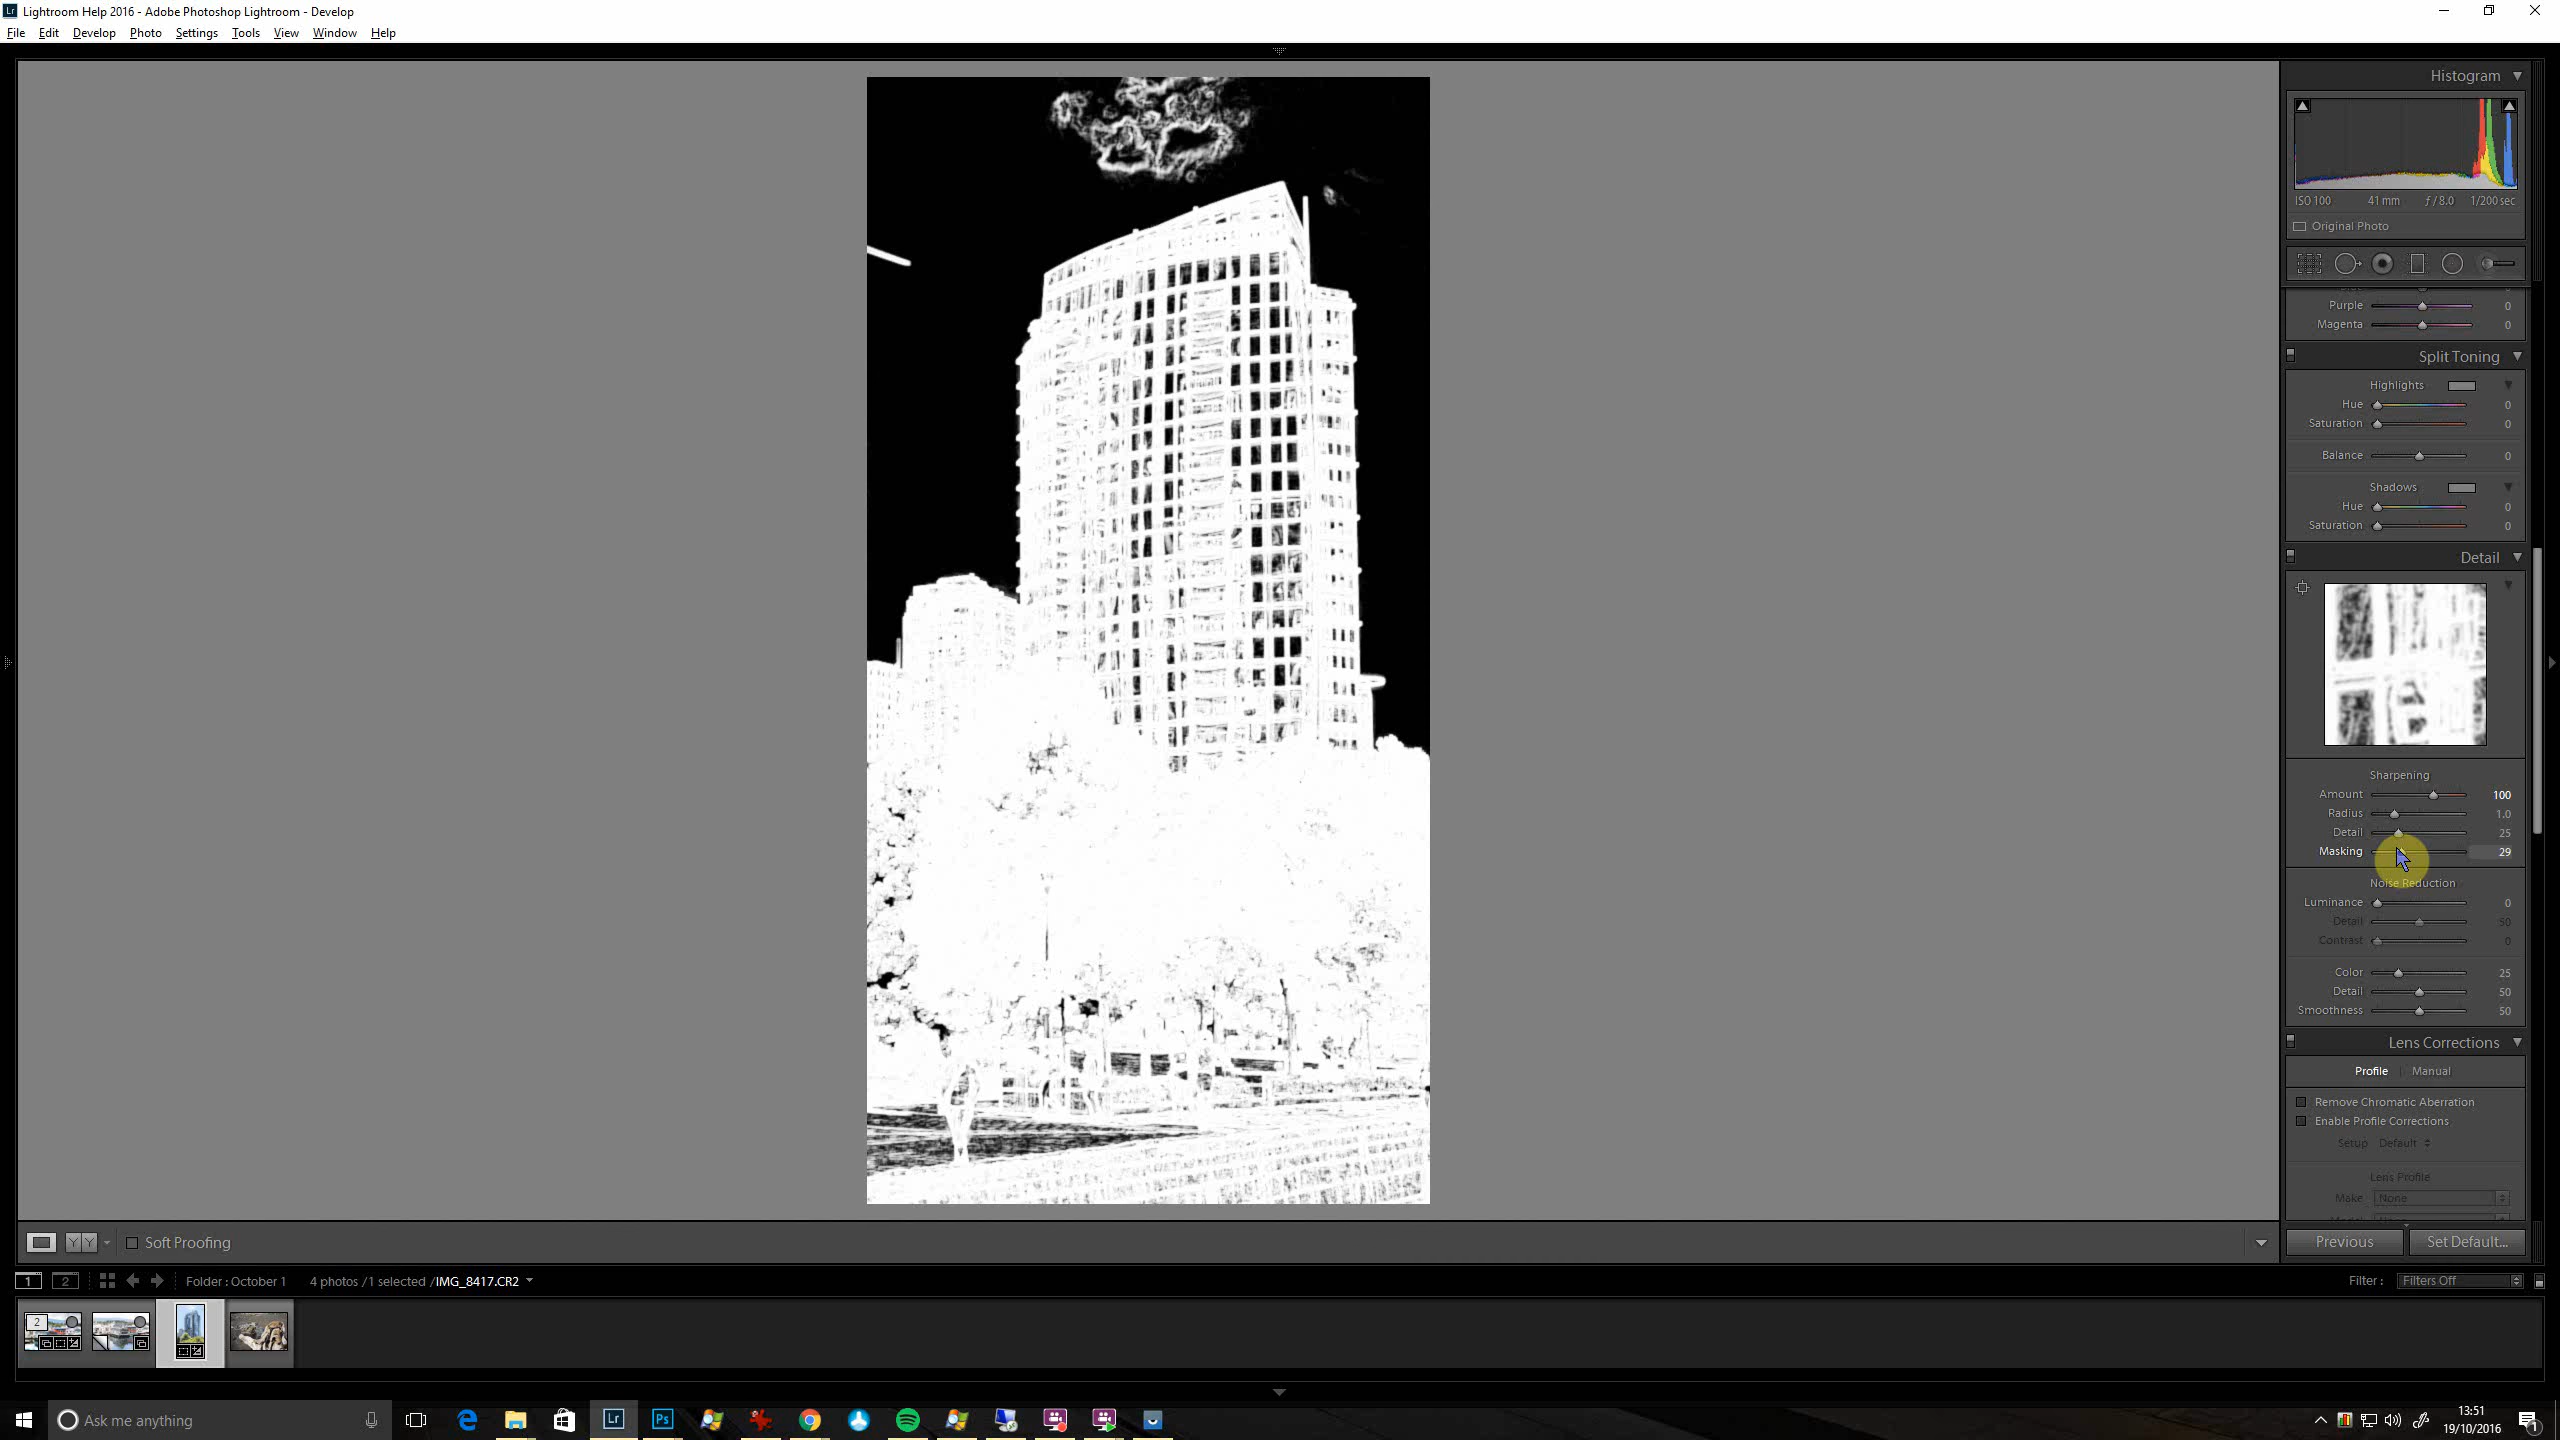 Lightroom Help 2016 - Adobe Photoshop Lightroom - Develop
File Edit Develop Photo Settings Tools View Window Help
Histogram
ISO 100 41 mm ƒ / 8.0 1/200 sec
Original Photo
Purple 0
Magenta 0
Split Toning
Highlights
Hue 0
Saturation 0
Balance 0
Shadows
Hue 0
Saturation 0
Detail
Sharpening
Amount 100
Radius 1.0
Detail 25
Masking 29
Noise Reduction
Luminance 0
Detail 50
Contrast 0
Color 25
Detail 50
Smoothness 50
Lens Corrections
Profile Manual
Remove Chromatic Aberration
Enable Profile Corrections
Setup Default
Lens Profile
Make None
YY Soft Proofing
Previous Set Default...
1 2 Folder : October 1 4 photos / 1 selected / IMG_8417.CR2 Filter : Filters Off
2
Ask me anything
Lr Ps
13:51
19/10/2016
1